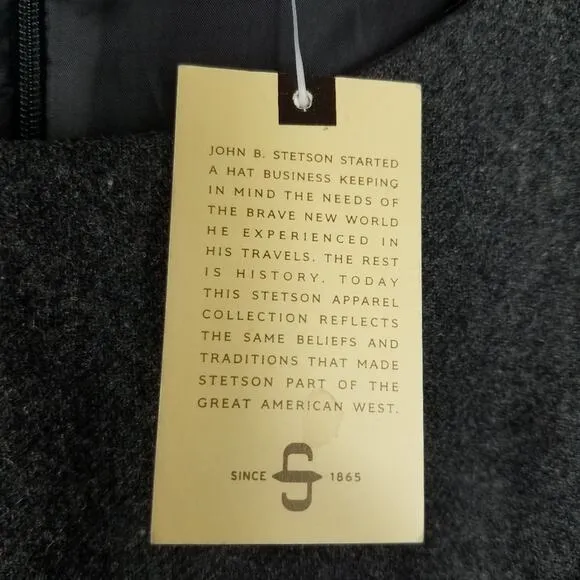 JOHN B. STETSON STARTED
A HAT BUSINESS KEEPING
IN MIND THE NEEDS OF
THE BRAVE NEW WORLD
HE EXPERIENCED IN
HIS TRAVELS. THE REST
IS HISTORY. TODAY
THIS STETSON APPAREL
COLLECTION REFLECTS
THE SAME BELIEFS AND
TRADITIONS THAT MADE
STETSON PART OF THE
GREAT AMERICAN WEST.
SINCE S 1865